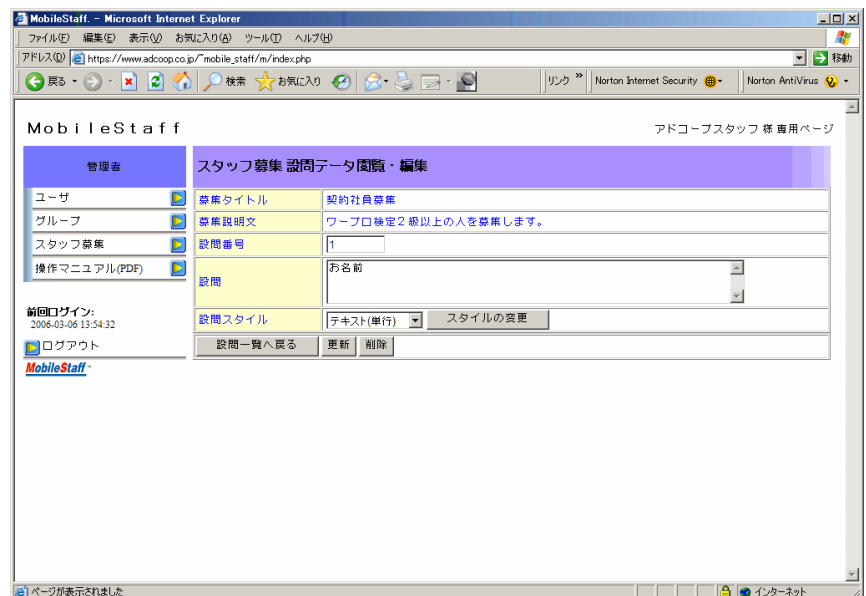 MobileStaff. - Microsoft Internet Explorer
ファイル(F) 編集(E) 表示(V) お気に入り(A) ツール(T) ヘルプ(H)
アドレス(D) https://www.adcoop.co.jp/~mobile_staff/m/index.php 移動
戻る 検索 お気に入り リンク » Norton Internet Security Norton AntiVirus
MobileStaff
アドコープスタッフ 様 専用ページ
管理者
スタッフ募集 設問データ閲覧・編集
ユーザ
グループ
スタッフ募集
操作マニュアル(PDF)
前回ログイン:
2006-03-06 13:54:32
ログアウト
MobileStaff
募集タイトル 契約社員募集
募集説明文 ワープロ検定2級以上の人を募集します。
設問番号 1
設問 お名前
設問スタイル テキスト(単行) スタイルの変更
設問一覧へ戻る 更新 削除
ページが表示されました インターネット